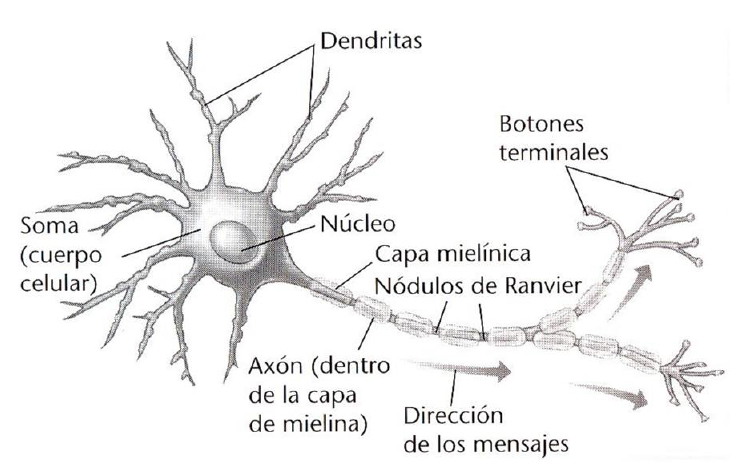 Dendritas
Botones
terminales
Soma
(cuerpo
celular)
Núcleo
Capa mielínica
Nódulos de Ranvier
Axón (dentro
de la capa
de mielina)
Dirección
de los mensajes